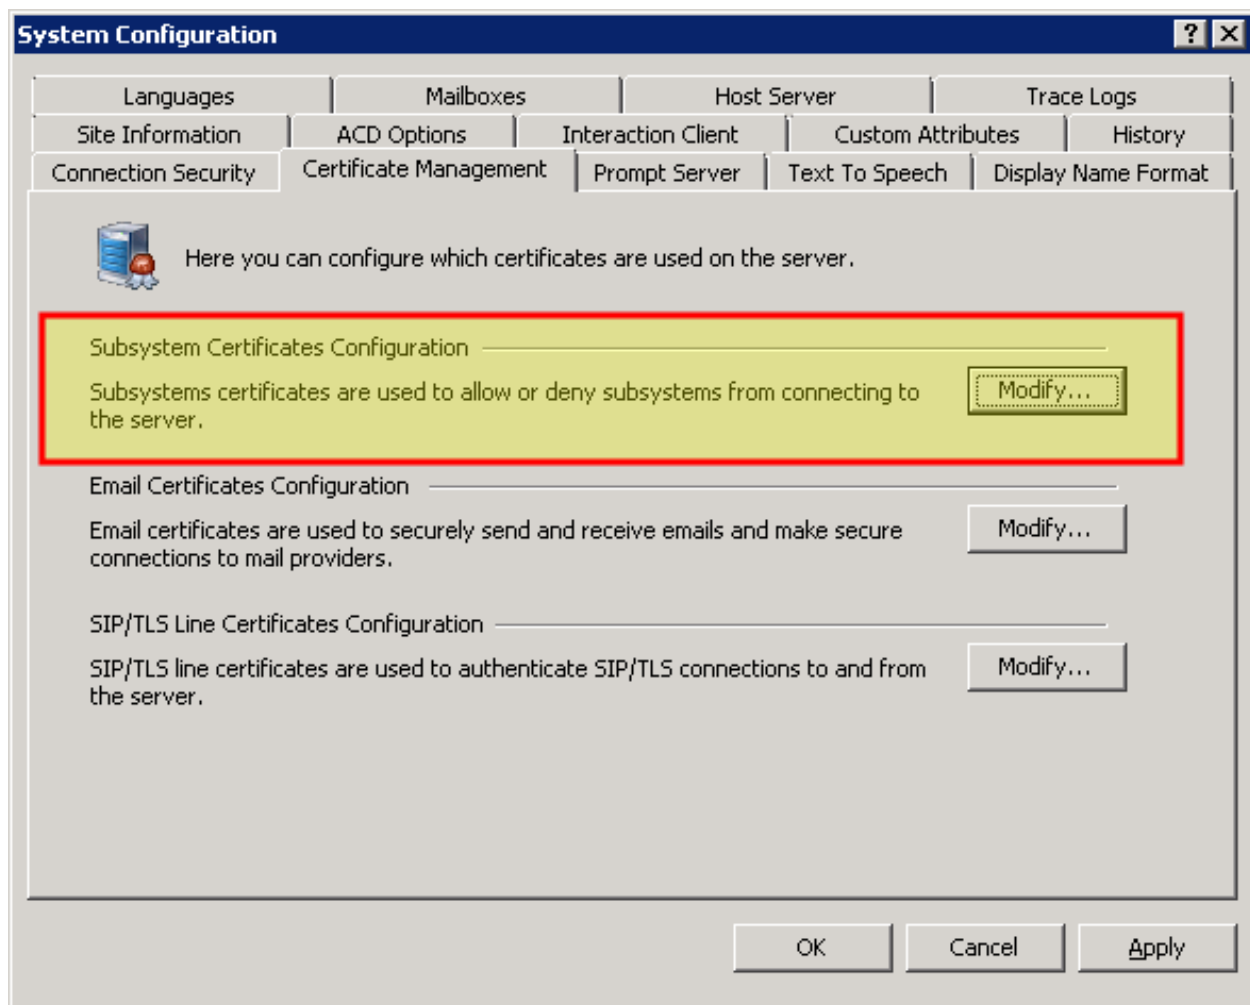 System Configuration
Languages
Mailboxes
Host Server
Trace Logs
Site Information
ACD Options
Interaction Client
Custom Attributes
History
Connection Security
Certificate Management
Prompt Server
Text To Speech
Display Name Format
Here you can configure which certificates are used on the server.
Subsystem Certificates Configuration
Subsystems certificates are used to allow or deny subsystems from connecting to
the server.
Modify...
Email Certificates Configuration
Email certificates are used to securely send and receive emails and make secure
connections to mail providers.
Modify...
SIP/TLS Line Certificates Configuration
SIP/TLS line certificates are used to authenticate SIP/TLS connections to and from
the server.
Modify...
OK
Cancel
Apply